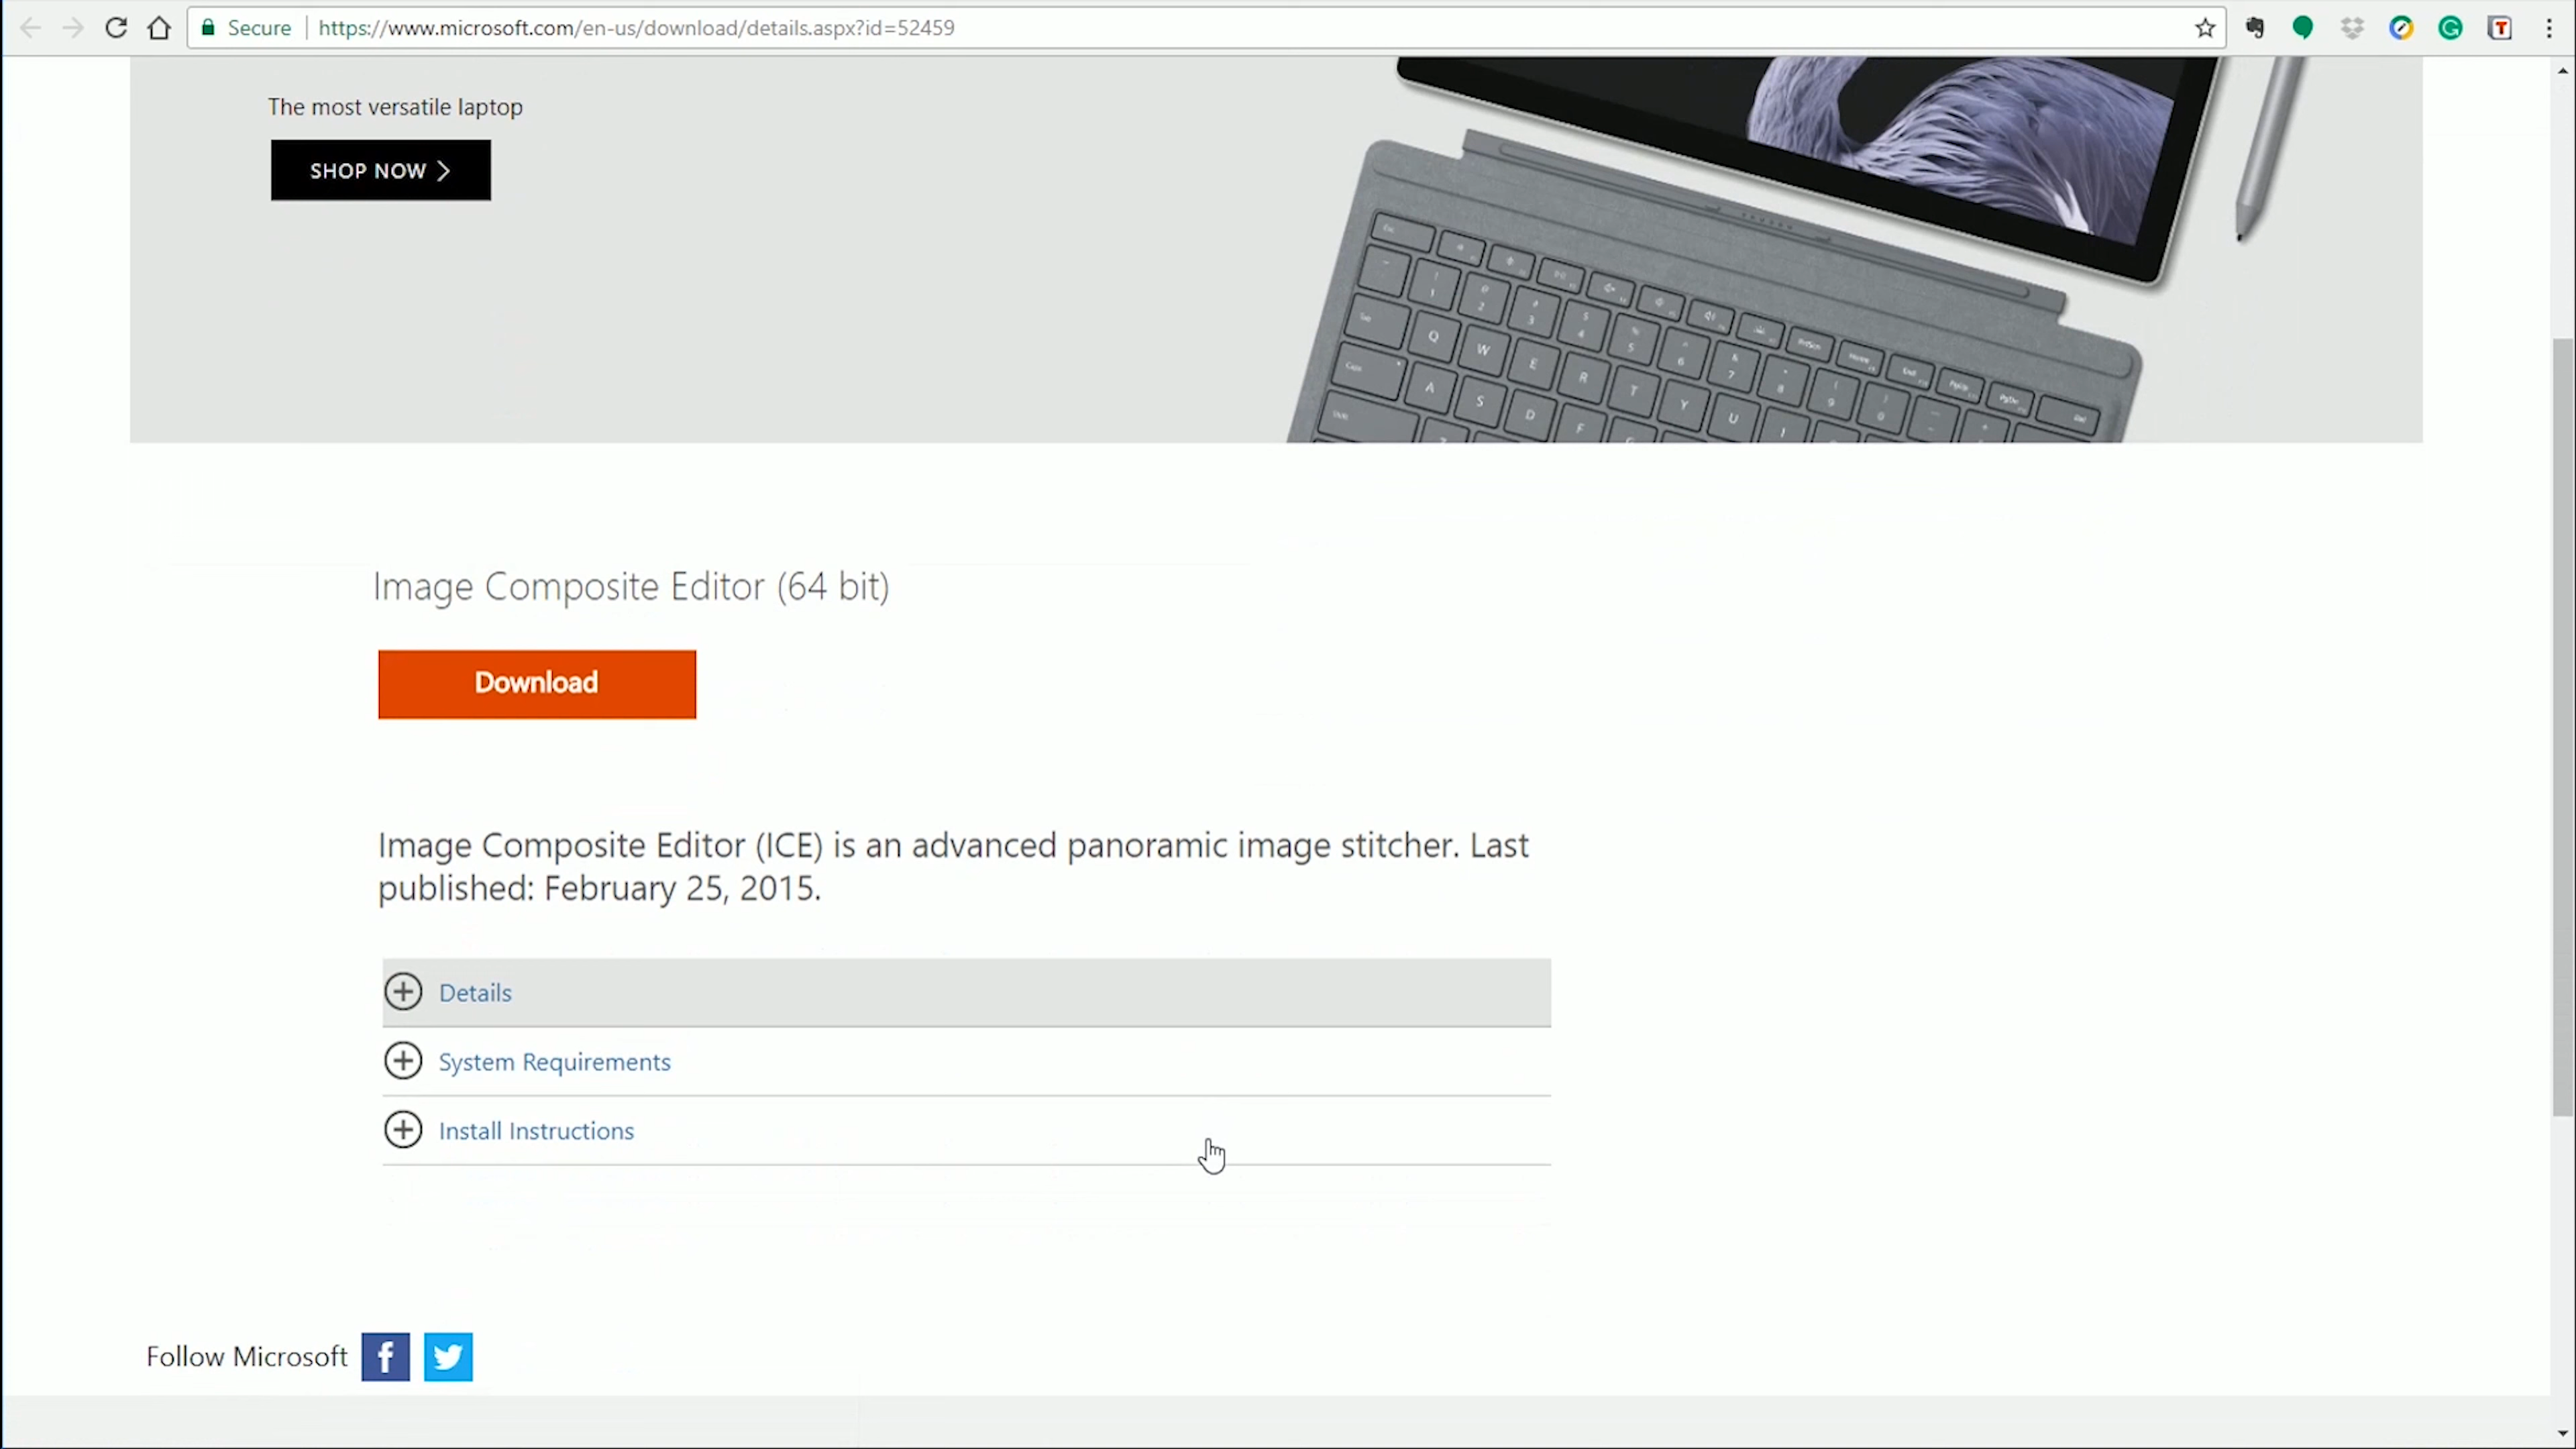 Secure https://www.microsoft.com/en-us/download/details.aspx?id=52459
The most versatile laptop
SHOP NOW
Image Composite Editor (64 bit)
Download
Image Composite Editor (ICE) is an advanced panoramic image stitcher. Last
published: February 25, 2015.
Details
System Requirements
Install Instructions
Follow Microsoft